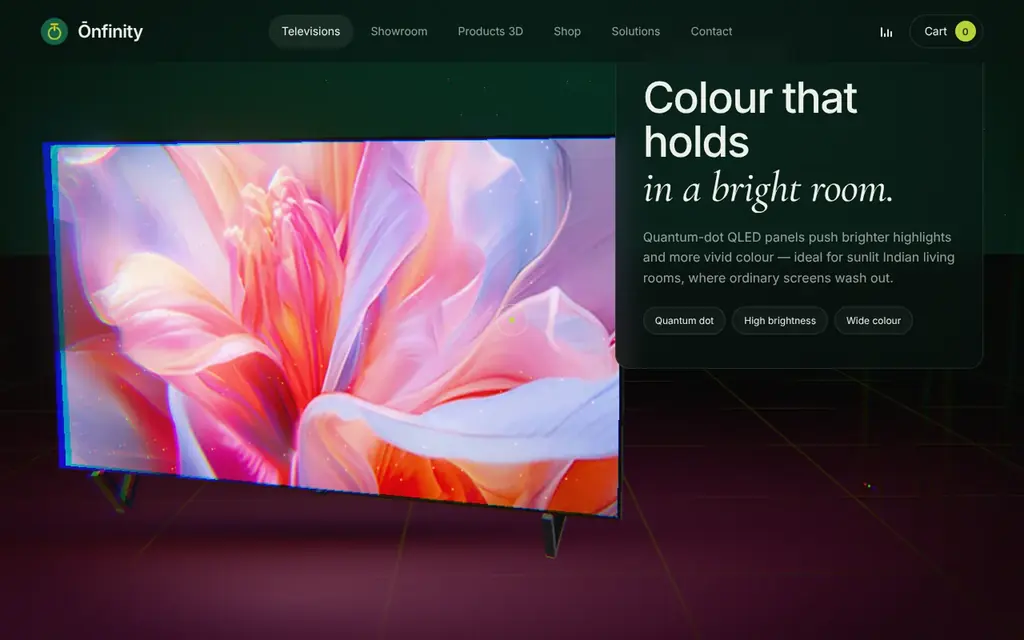 Ōnfinity
Televisions
Showroom
Products 3D
Shop
Solutions
Contact
Cart
0
Colour that
holds
in a bright room.
Quantum-dot QLED panels push brighter highlights
and more vivid colour — ideal for sunlit Indian living
rooms, where ordinary screens wash out.
Quantum dot
High brightness
Wide colour